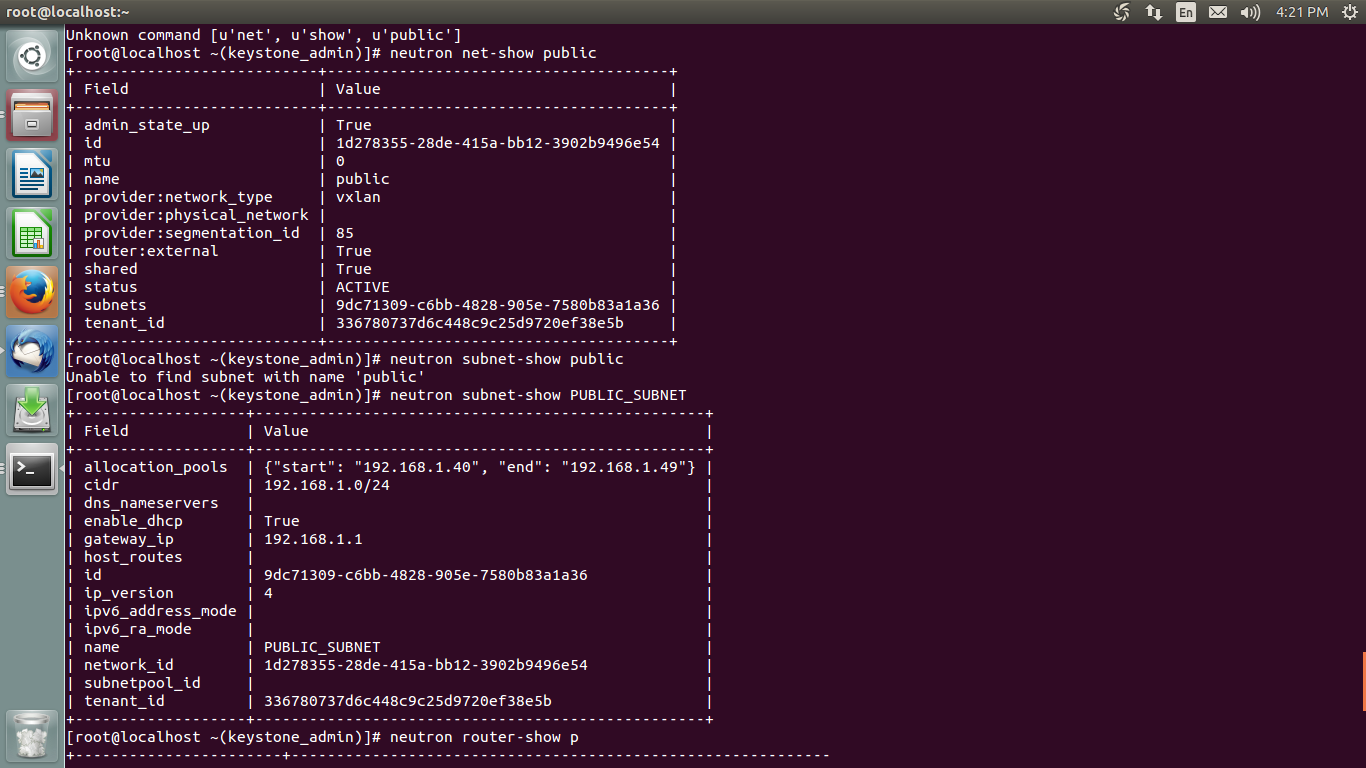 root@localhost:~ En 4:21 PM
Unknown command [u'net', u'show', u'public']
[root@localhost ~(keystone_admin)]# neutron net-show public
+---------------------------+--------------------------------------+
| Field                     | Value                                |
+---------------------------+--------------------------------------+
| admin_state_up            | True                                 |
| id                        | 1d278355-28de-415a-bb12-3902b9496e54 |
| mtu                       | 0                                    |
| name                      | public                               |
| provider:network_type     | vxlan                                |
| provider:physical_network |                                      |
| provider:segmentation_id  | 85                                   |
| router:external           | True                                 |
| shared                    | True                                 |
| status                    | ACTIVE                               |
| subnets                   | 9dc71309-c6bb-4828-905e-7580b83a1a36 |
| tenant_id                 | 336780737d6c448c9c25d9720ef38e5b     |
+---------------------------+--------------------------------------+
[root@localhost ~(keystone_admin)]# neutron subnet-show public
Unable to find subnet with name 'public'
[root@localhost ~(keystone_admin)]# neutron subnet-show PUBLIC_SUBNET
+-------------------+--------------------------------------------------+
| Field             | Value                                            |
+-------------------+--------------------------------------------------+
| allocation_pools  | {"start": "192.168.1.40", "end": "192.168.1.49"} |
| cidr              | 192.168.1.0/24                                   |
| dns_nameservers   |                                                  |
| enable_dhcp       | True                                             |
| gateway_ip        | 192.168.1.1                                      |
| host_routes       |                                                  |
| id                | 9dc71309-c6bb-4828-905e-7580b83a1a36             |
| ip_version        | 4                                                |
| ipv6_address_mode |                                                  |
| ipv6_ra_mode      |                                                  |
| name              | PUBLIC_SUBNET                                    |
| network_id        | 1d278355-28de-415a-bb12-3902b9496e54             |
| subnetpool_id     |                                                  |
| tenant_id         | 336780737d6c448c9c25d9720ef38e5b                 |
+-------------------+--------------------------------------------------+
[root@localhost ~(keystone_admin)]# neutron router-show p
+-----------------------+------------------------------------------------------------